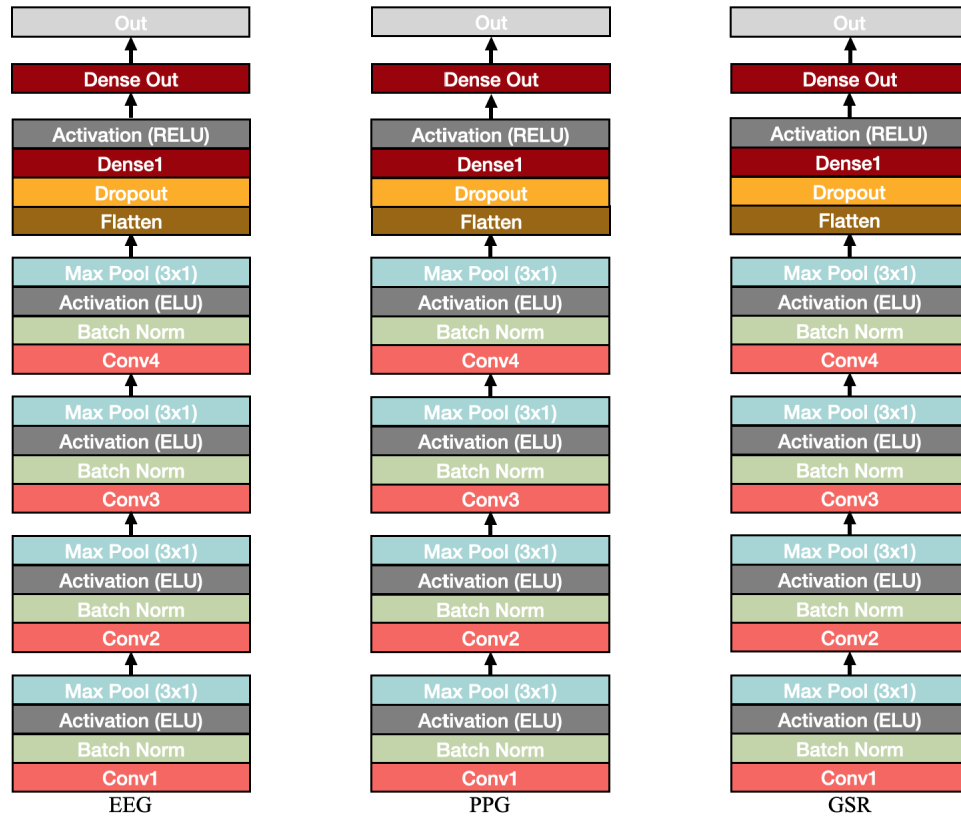 Out
Dense Out
Activation (RELU)
Dense1
Dropout
Flatten
Max Pool (3x1)
Activation (ELU)
Batch Norm
Conv4
Max Pool (3x1)
Activation (ELU)
Batch Norm
Conv3
Max Pool (3x1)
Activation (ELU)
Batch Norm
Conv2
Max Pool (3x1)
Activation (ELU)
Batch Norm
Conv1
EEG
Out
Dense Out
Activation (RELU)
Dense1
Dropout
Flatten
Max Pool (3x1)
Activation (ELU)
Batch Norm
Conv4
Max Pool (3x1)
Activation (ELU)
Batch Norm
Conv3
Max Pool (3x1)
Activation (ELU)
Batch Norm
Conv2
Max Pool (3x1)
Activation (ELU)
Batch Norm
Conv1
PPG
Out
Dense Out
Activation (RELU)
Dense1
Dropout
Flatten
Max Pool (3x1)
Activation (ELU)
Batch Norm
Conv4
Max Pool (3x1)
Activation (ELU)
Batch Norm
Conv3
Max Pool (3x1)
Activation (ELU)
Batch Norm
Conv2
Max Pool (3x1)
Activation (ELU)
Batch Norm
Conv1
GSR